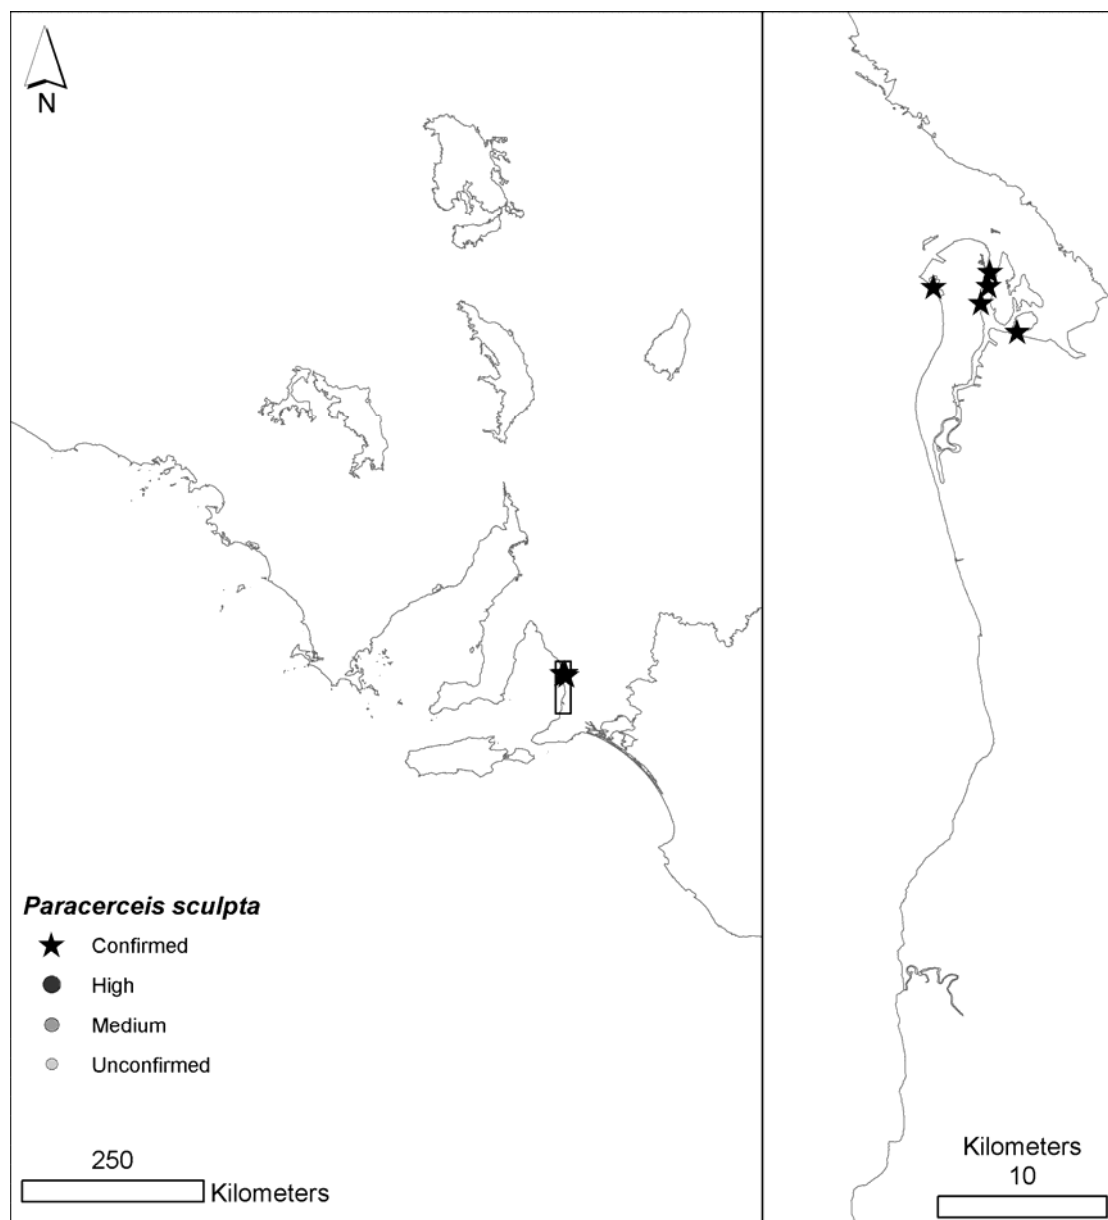 N
Paracerceis sculpta
Confirmed
High
Medium
Unconfirmed
250
Kilometers
Kilometers
10